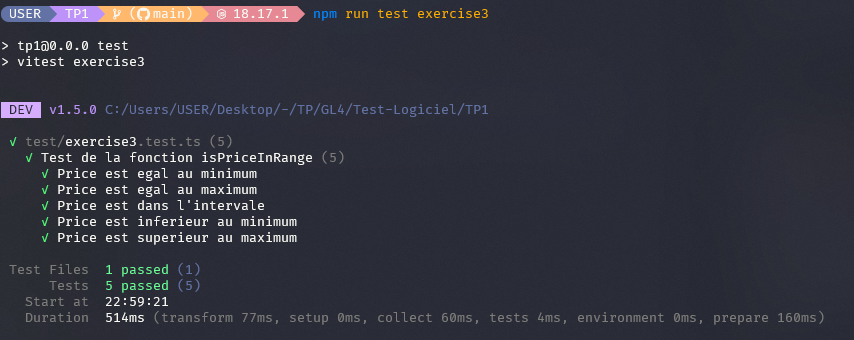 USER TP1 (main) 18.17.1 npm run test exercise3
> tp1@0.0.0 test
> vitest exercise3
DEV v1.5.0 C:/Users/USER/Desktop/-/TP/GL4/Test-Logiciel/TP1
✓ test/exercise3.test.ts (5)
✓ Test de la fonction isPriceInRange (5)
✓ Price est egal au minimum
✓ Price est egal au maximum
✓ Price est dans l'intervale
✓ Price est inferieur au minimum
✓ Price est superieur au maximum
Test Files 1 passed (1)
Tests 5 passed (5)
Start at 22:59:21
Duration 514ms (transform 77ms, setup 0ms, collect 60ms, tests 4ms, environment 0ms, prepare 160ms)